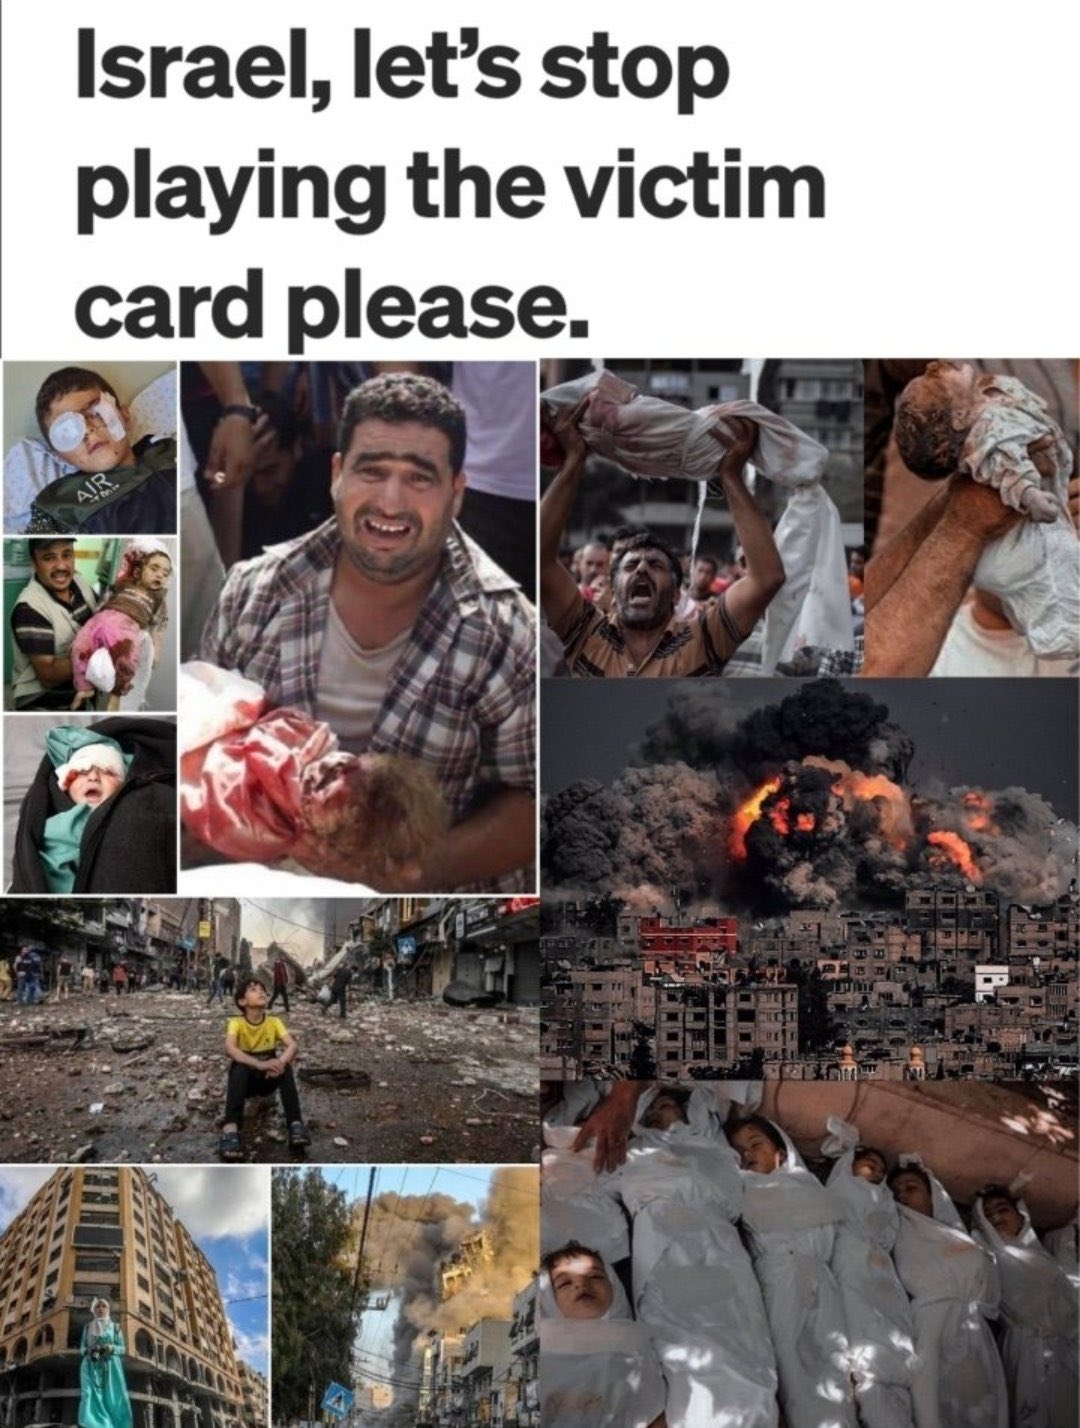 Israel, let’s stop
playing the victim
card please.
AIR